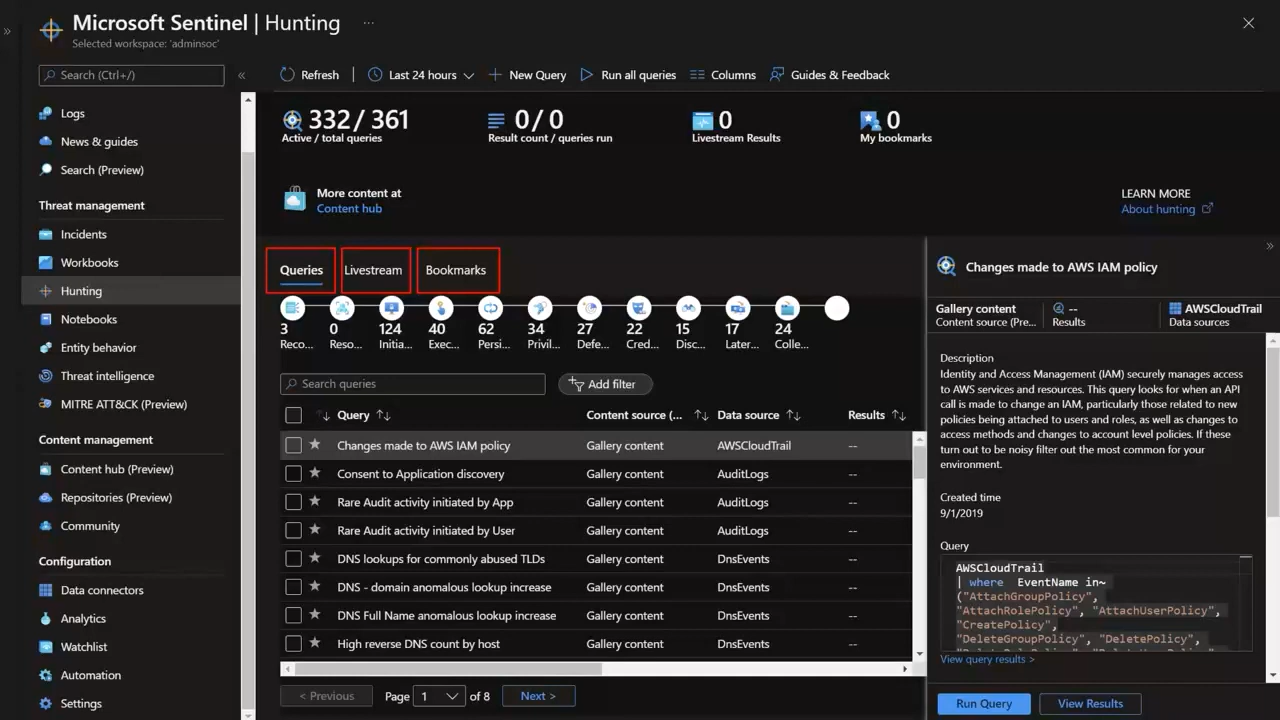 Microsoft Sentinel | Hunting ...
Selected workspace: 'adminsoc'
Search (Ctrl+/)
Logs
News & guides
Search (Preview)
Threat management
Incidents
Workbooks
Hunting
Notebooks
Entity behavior
Threat intelligence
MITRE ATT&CK (Preview)
Content management
Content hub (Preview)
Repositories (Preview)
Community
Configuration
Data connectors
Analytics
Watchlist
Automation
Settings
Refresh Last 24 hours New Query Run all queries Columns Guides & Feedback
332 / 361
Active / total queries
0 / 0
Result count / queries run
0
Livestream Results
0
My bookmarks
More content at
Content hub
LEARN MORE
About hunting
Queries Livestream Bookmarks
3 0 124 40 62 34 27 22 15 17 24
Reco... Reso... Initia... Exec... Persi... Privil... Defe... Cred... Disc... Later... Colle...
Search queries Add filter
Query Content source (... Data source Results
Changes made to AWS IAM policy Gallery content AWSCloudTrail --
Consent to Application discovery Gallery content AuditLogs --
Rare Audit activity initiated by App Gallery content AuditLogs --
Rare Audit activity initiated by User Gallery content AuditLogs --
DNS lookups for commonly abused TLDs Gallery content DnsEvents --
DNS - domain anomalous lookup increase Gallery content DnsEvents --
DNS Full Name anomalous lookup increase Gallery content DnsEvents --
High reverse DNS count by host Gallery content DnsEvents --
< Previous Page 1 of 8 Next >
Changes made to AWS IAM policy
Gallery content
Content source (Pre...
--
Results
AWSCloudTrail
Data sources
Description
Identity and Access Management (IAM) securely manages access
to AWS services and resources. This query looks for when an API
call is made to change an IAM, particularly those related to new
policies being attached to users and roles, as well as changes to
access methods and changes to account level policies. If these
turn out to be noisy filter out the most common for your
environment.
Created time
9/1/2019
Query
AWSCloudTrail
| where EventName in~
("AttachGroupPolicy",
"AttachRolePolicy", "AttachUserPolicy",
"CreatePolicy",
"DeleteGroupPolicy", "DeletePolicy",
View query results >
Run Query View Results